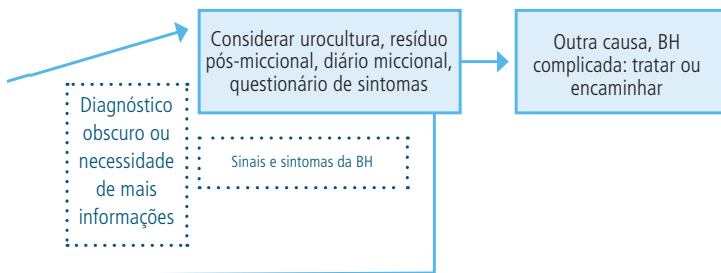 Considerar urocultura, resíduo
pós-miccional, diário miccional,
questionário de sintomas
Outra causa, BH
complicada: tratar ou
encaminhar
Diagnóstico
obscuro ou
necessidade
de mais
informações
Sinais e sintomas da BH